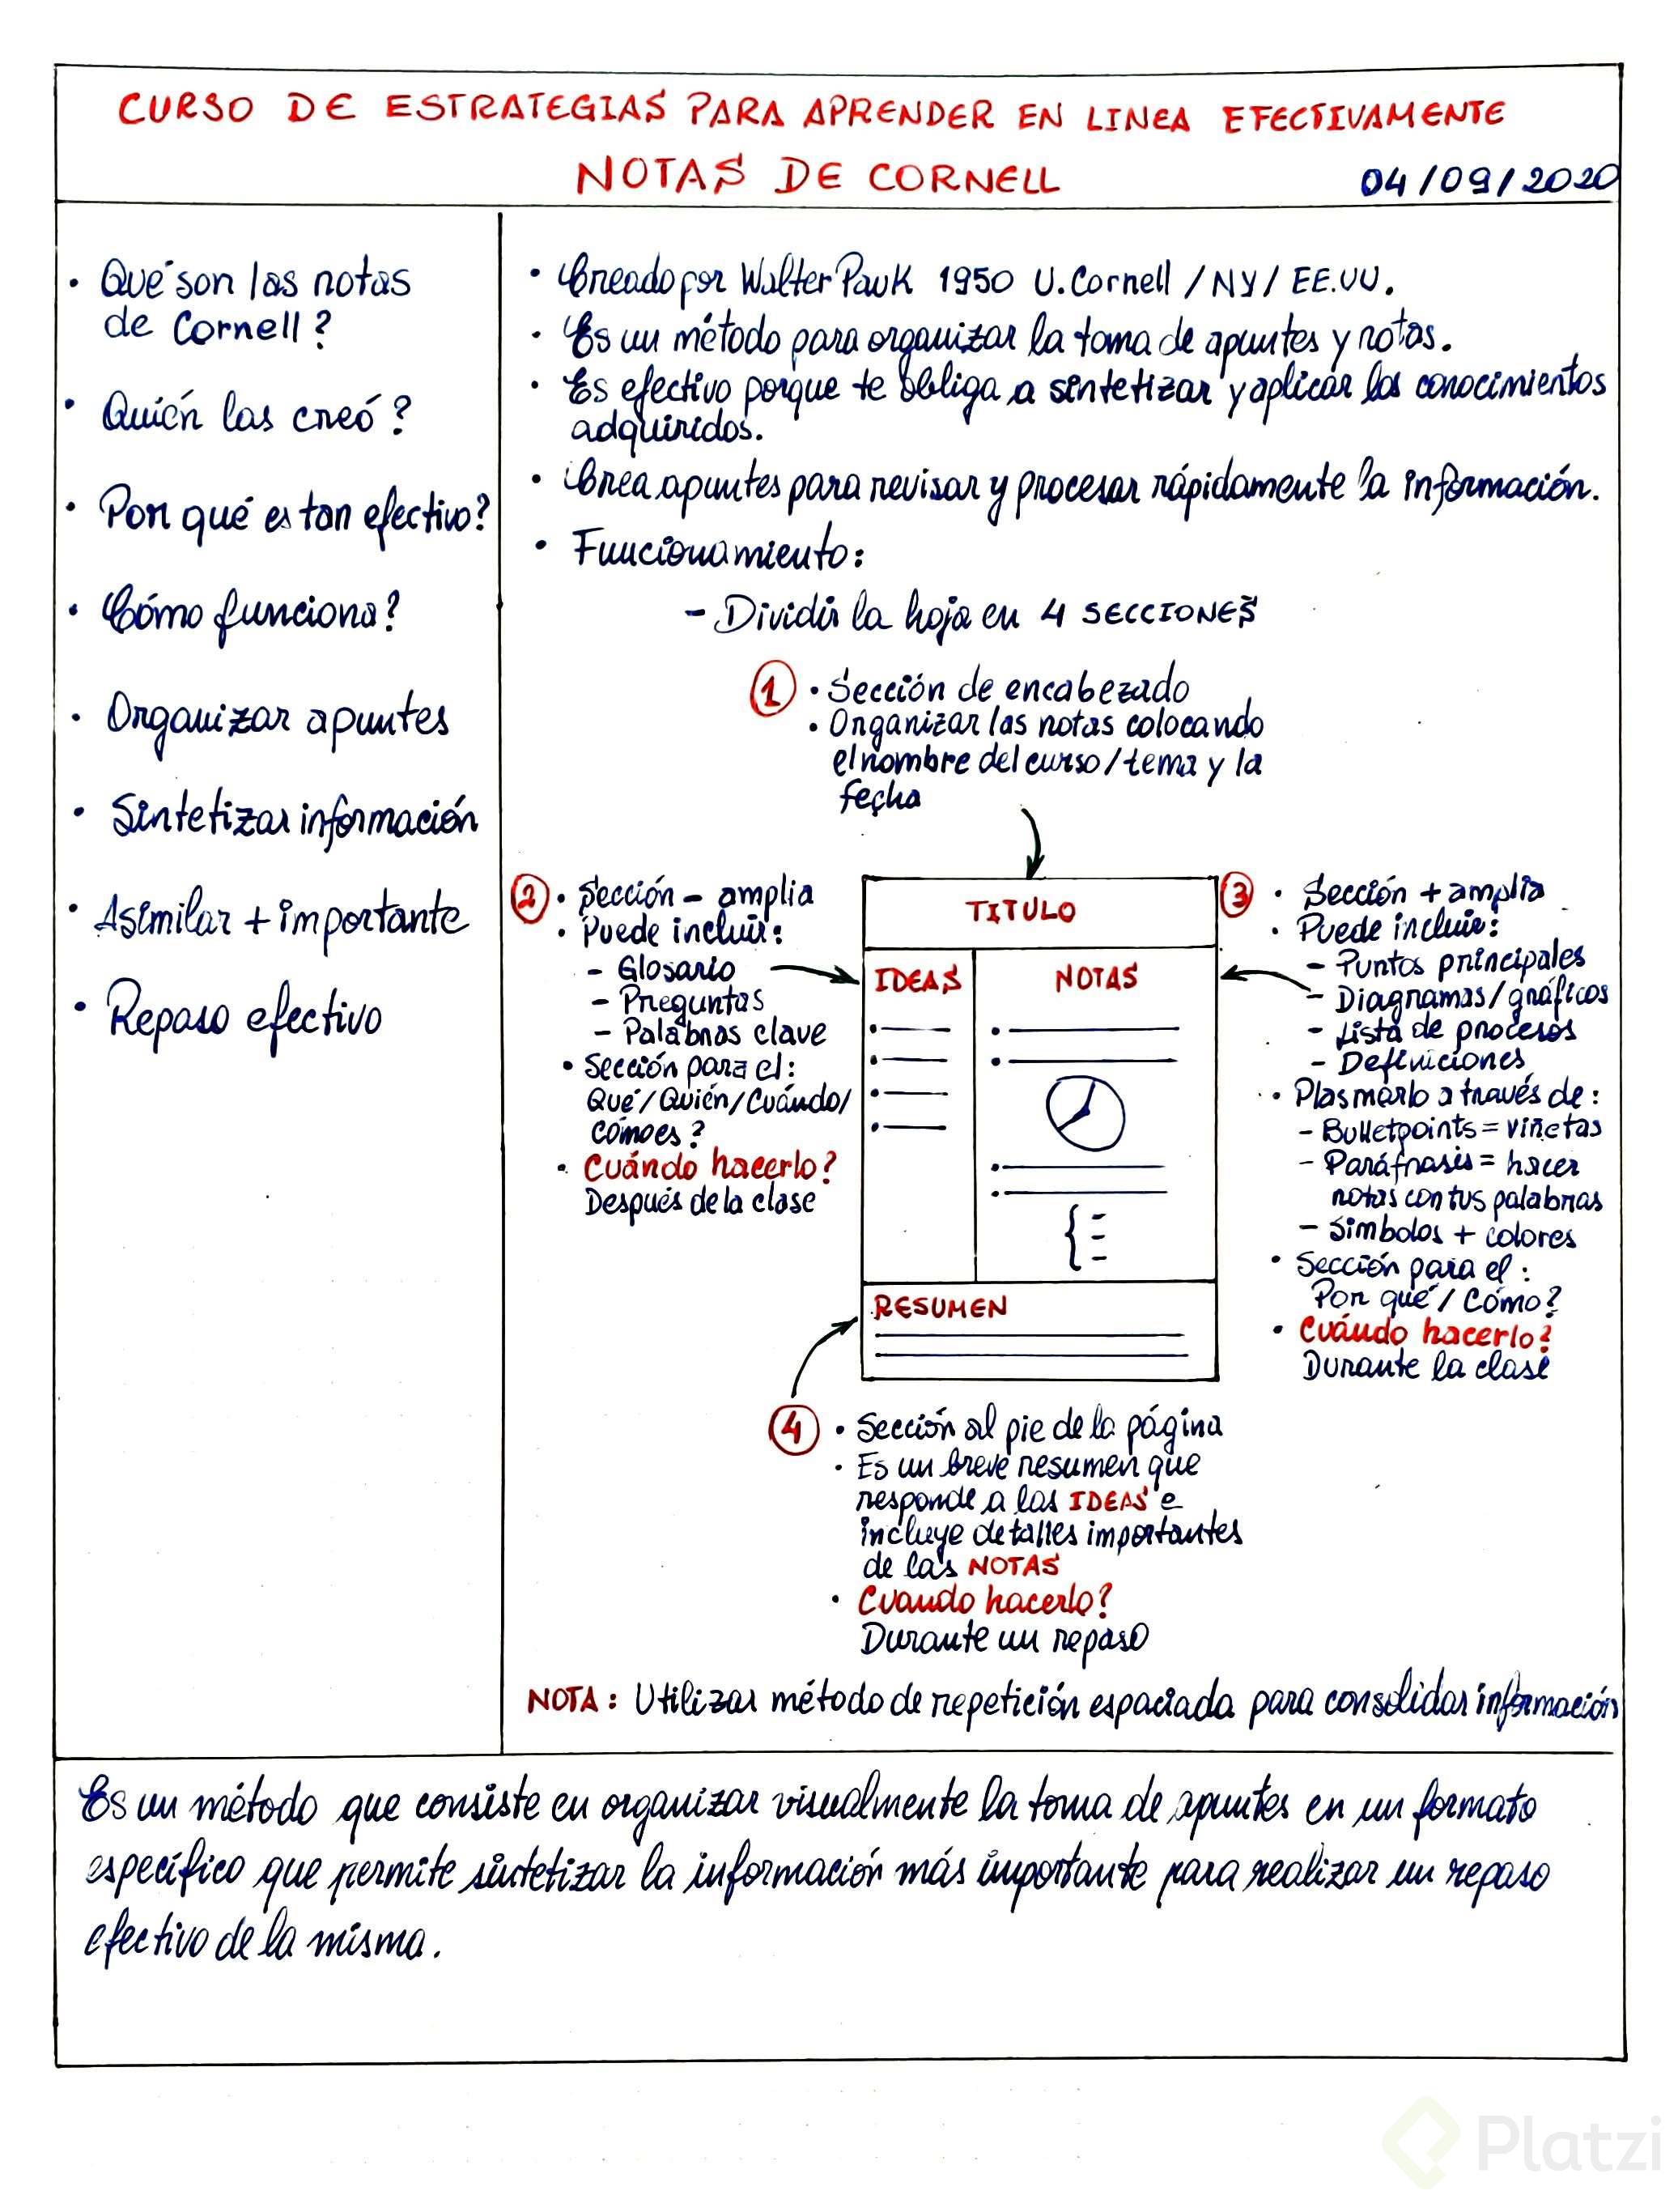 CURSO DE ESTRATEGIAS PARA APRENDER EN LINEA EFECTIVAMENTE
NOTAS DE CORNELL
04/09/2020
• Qué son las notas
de Cornell?
• Quién las creó?
• Por qué es tan efectivo?
• Cómo funciona?
• Organizar apuntes
• Sintetizar información
• Asimilar + importante
• Repaso efectivo
• Creado por Walter Pauk 1950 U. Cornell / NY / EE.UU.
• Es un método para organizar la toma de apuntes y notas.
• Es efectivo porque te obliga a sintetizar y aplicar los conocimientos
adquiridos.
• Crea apuntes para revisar y procesar rápidamente la información.
• Funcionamiento:
- Dividir la hoja en 4 SECCIONES
1 • Sección de encabezado
• Organizar las notas colocando
el nombre del curso/tema y la
fecha
2 • Sección - amplia
• Puede incluir:
- Glosario
- Preguntas
- Palabras clave
• Sección para el:
Qué/Quién/Cuándo/
Cómo es?
• Cuándo hacerlo?
Después de la clase
TITULO
IDEAS
NOTAS
RESUMEN
3 • Sección + amplia
• Puede incluir:
- Puntos principales
- Diagramas/gráficos
- Lista de procesos
- Definiciones
• Plasmarlo a través de:
- Bulletpoints = viñetas
- Paráfrasis = hacer
notas con tus palabras
- Símbolos + colores
• Sección para el:
Por qué / Cómo?
• Cuándo hacerlo?
Durante la clase
4 • Sección al pie de la página
• Es un breve resumen que
responde a las IDEAS e
incluye detalles importantes
de las NOTAS
• Cuando hacerlo?
Durante un repaso
NOTA: Utilizar método de repetición espaciada para consolidar información
Es un método que consiste en organizar visualmente la toma de apuntes en un formato
específico que permite sintetizar la información más importante para realizar un repaso
efectivo de la misma.
Platzi